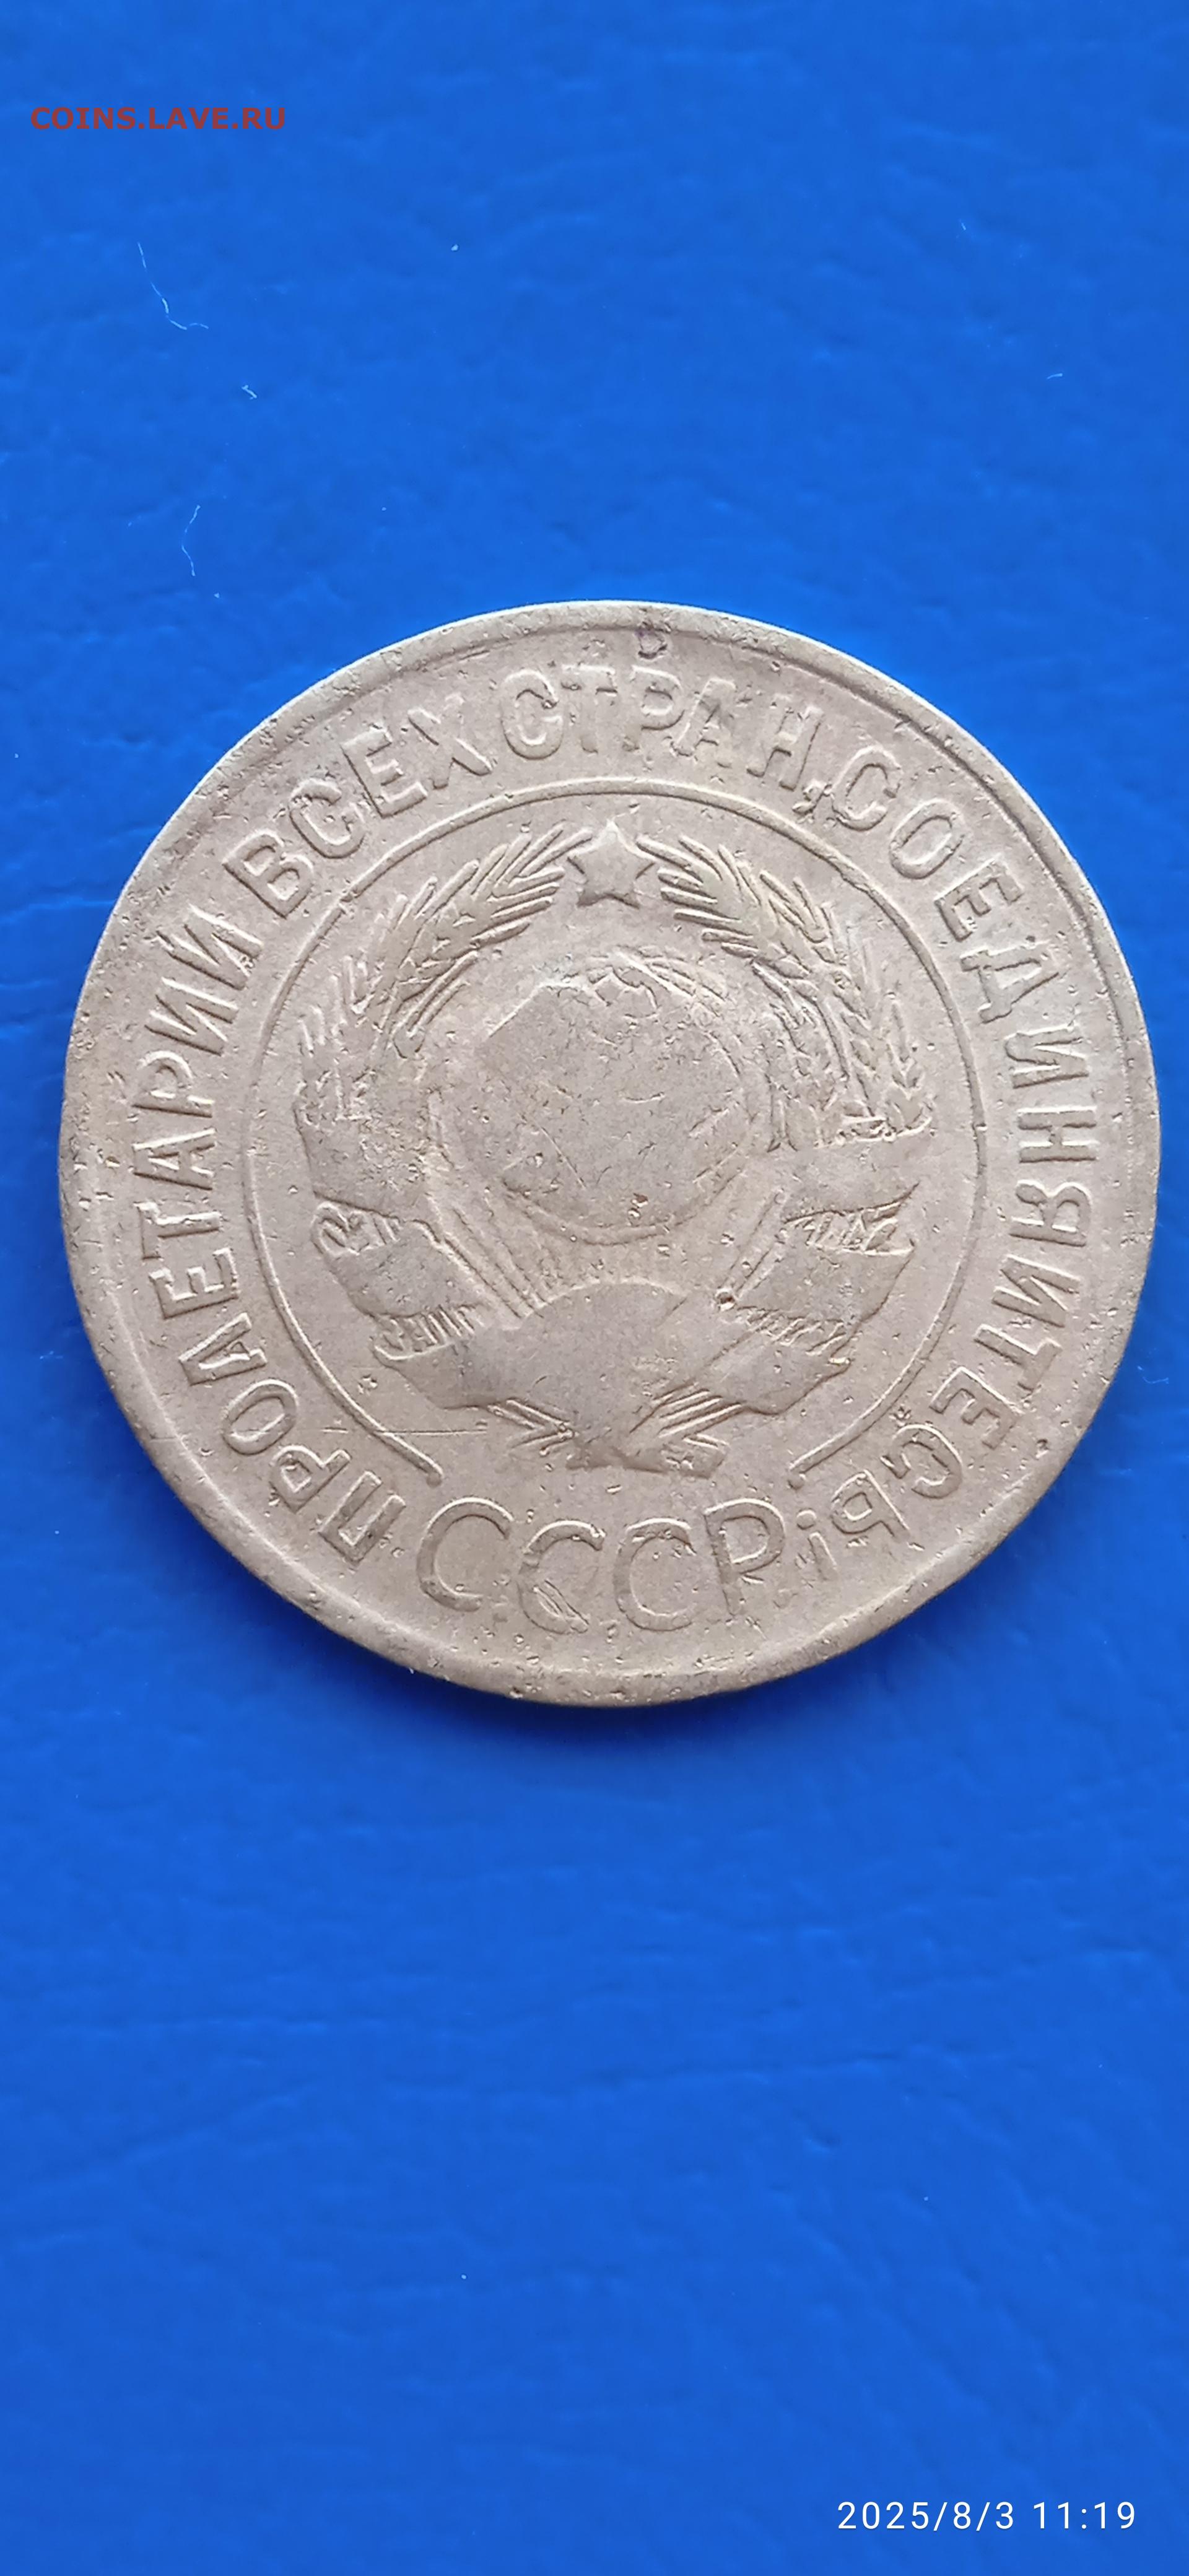 COINS.LAVE.RU
ПРОЛЕТАРИИ ВСЕХ СТРАН, СОЕДИНЯЙТЕСЬ!
СССР
2025/8/3 11:19